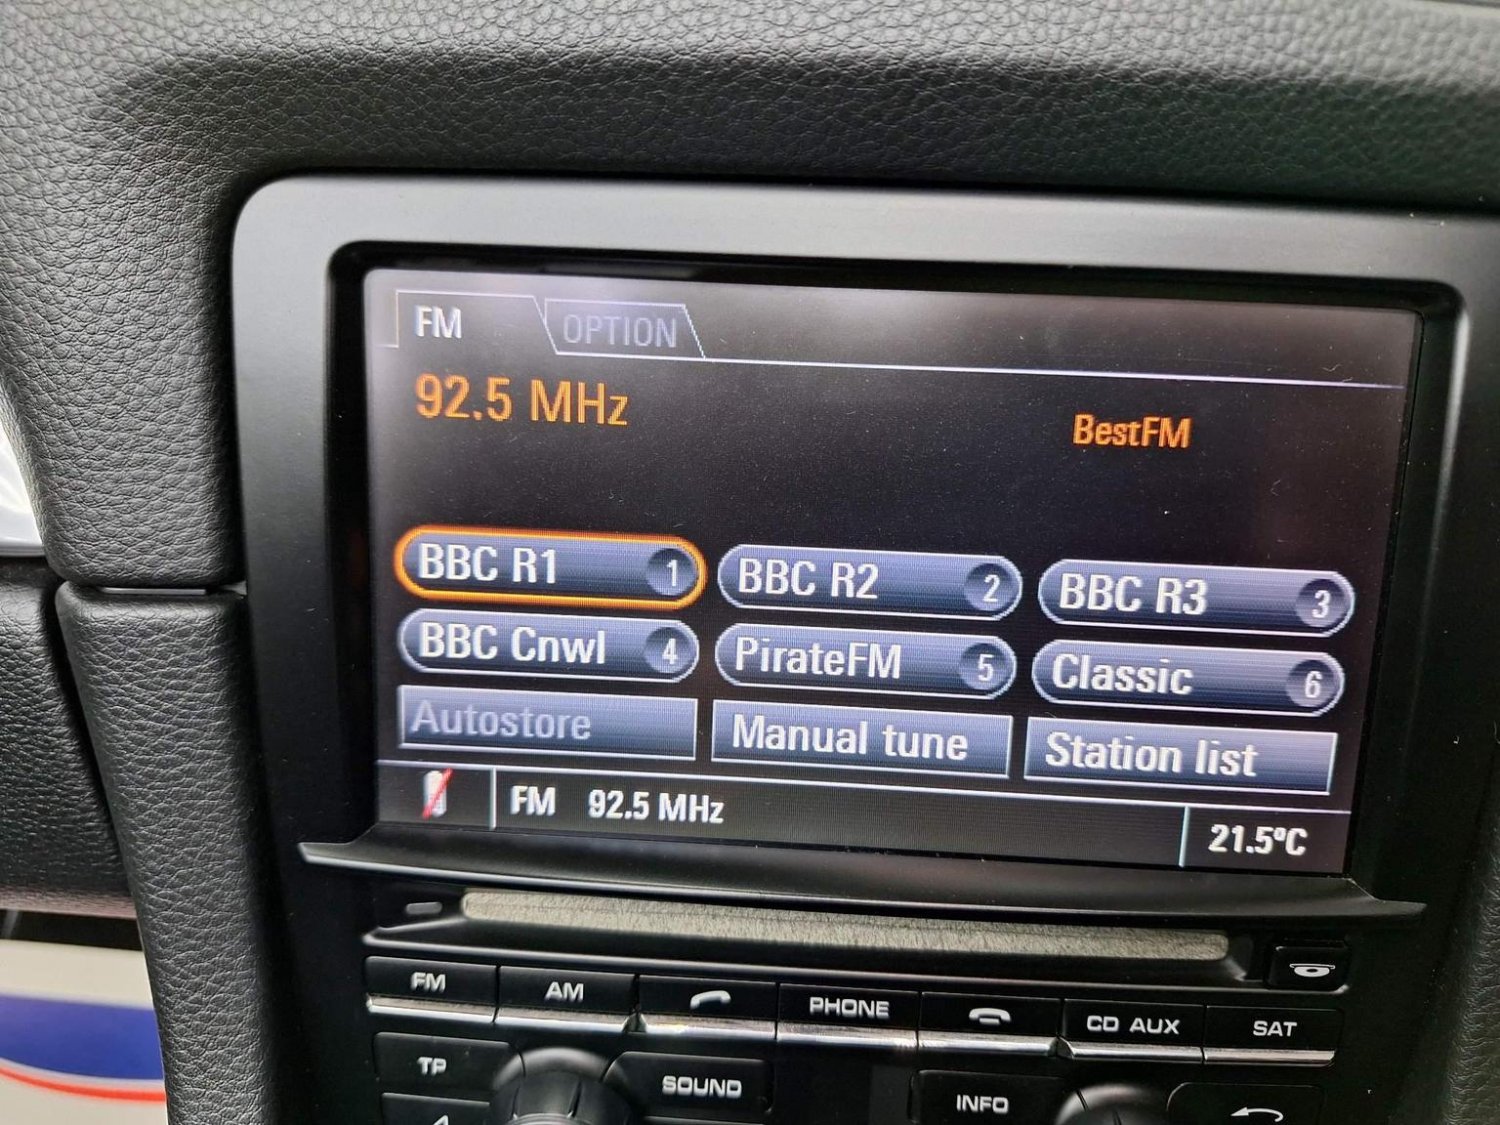 FM OPTION
92.5 MHz BestFM
BBC R1 1 BBC R2 2 BBC R3 3
BBC Cnwl 4 PirateFM 5 Classic 6
Autostore Manual tune Station list
FM 92.5 MHz 21.5ºC
FM AM PHONE CD AUX SAT
TP SOUND INFO